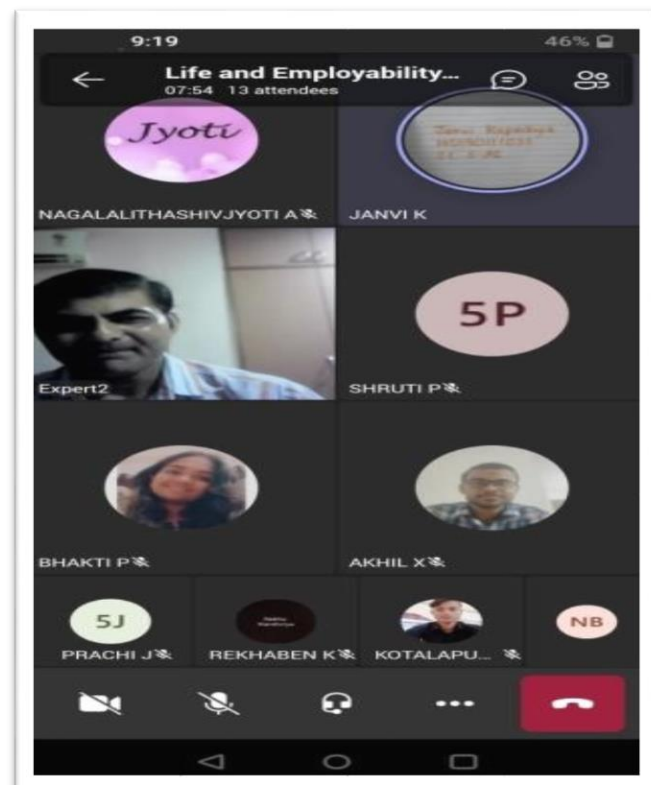 9:19 46%
Life and Employability...
07:54 13 attendees
Jyoti
NAGALALITHASHIVJYOTI A
JANVI K
Expert2
5P
SHRUTI P
BHAKTI P
AKHIL X
5J
PRACHI J
REKHABEN K
KOTALAPU...
NB